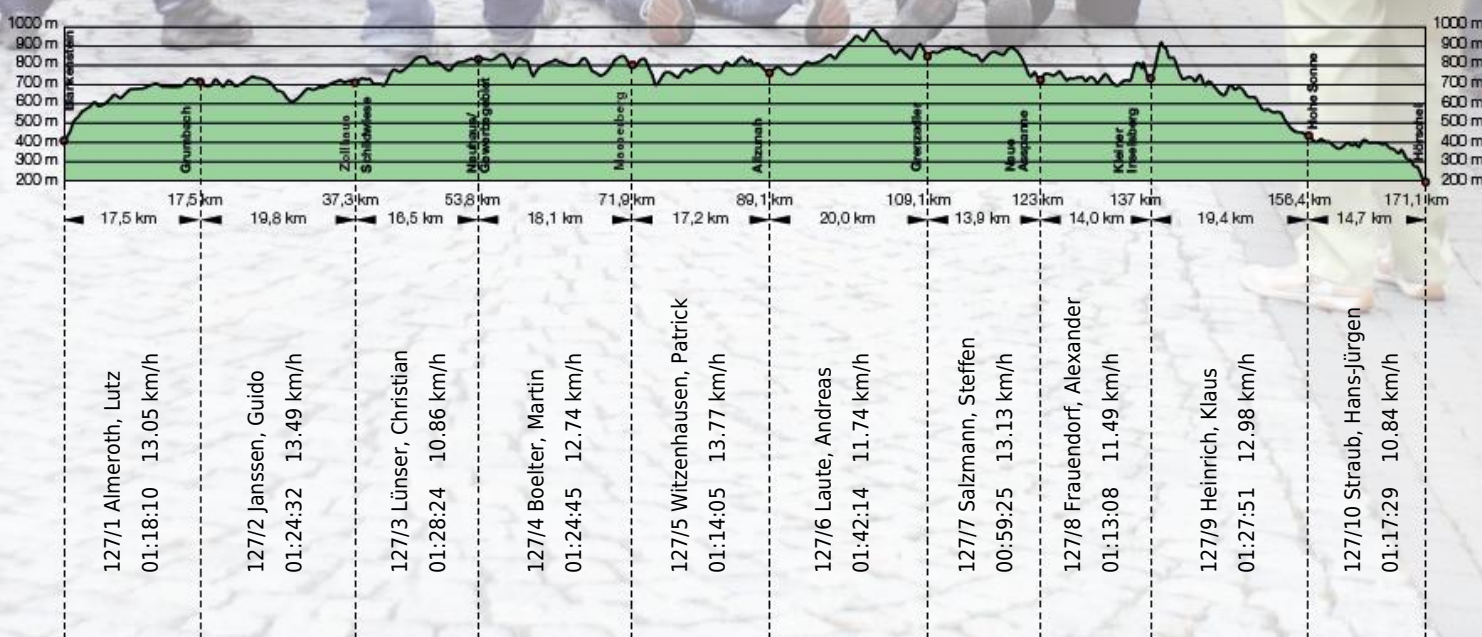 1000 m
900 m
800 m
700 m
600 m
500 m
400 m
300 m
200 m
1000 m
900 m
800 m
700 m
600 m
500 m
400 m
300 m
200 m
Blankenstein
Grumbach
Zollhaus
Schildwiese
Neuhaus/
Masserberg
Allzunah
Grenzadler
Neue
Ausspanne
Kleiner
Inselsberg
Hohe Sonne
Hörschel
17,5 km
37,3 km
53,8 km
71,9 km
89,1 km
109,1 km
123 km
137 km
156,4 km
171,1 km
17,5 km
19,8 km
16,5 km
18,1 km
17,2 km
20,0 km
13,9 km
14,0 km
19,4 km
14,7 km
127/1 Almeroth, Lutz
01:18:10 13.05 km/h
127/2 Janssen, Guido
01:24:32 13.49 km/h
127/3 Lünser, Christian
01:28:24 10.86 km/h
127/4 Boelter, Martin
01:24:45 12.74 km/h
127/5 Witzenhausen, Patrick
01:14:05 13.77 km/h
127/6 Laute, Andreas
01:42:14 11.74 km/h
127/7 Salzmann, Steffen
00:59:25 13.13 km/h
127/8 Frauendorf, Alexander
01:13:08 11.49 km/h
127/9 Heinrich, Klaus
01:27:51 12.98 km/h
127/10 Straub, Hans-Jürgen
01:17:29 10.84 km/h